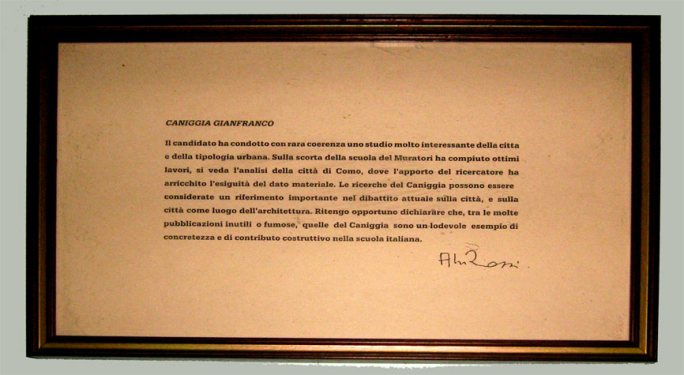 CANIGGIA GIANFRANCO
Il candidato ha condotto con rara coerenza uno studio molto interessante della citta
e della tipologia urbana. Sulla scorta della scuola del Muratori ha compiuto ottimi
lavori, si veda l'analisi della città di Como, dove l'apporto del ricercatore ha
arricchito l'esiguità del dato materiale. Le ricerche del Caniggia possono essere
considerate un riferimento importante nel dibattito attuale sulla città, e sulla
città come luogo dell'architettura. Ritengo opportuno dichiarare che, tra le molte
pubblicazioni inutili o fumose, quelle del Caniggia sono un lodevole esempio di
concretezza e di contributo costruttivo nella scuola italiana.
Aldo Rossi.